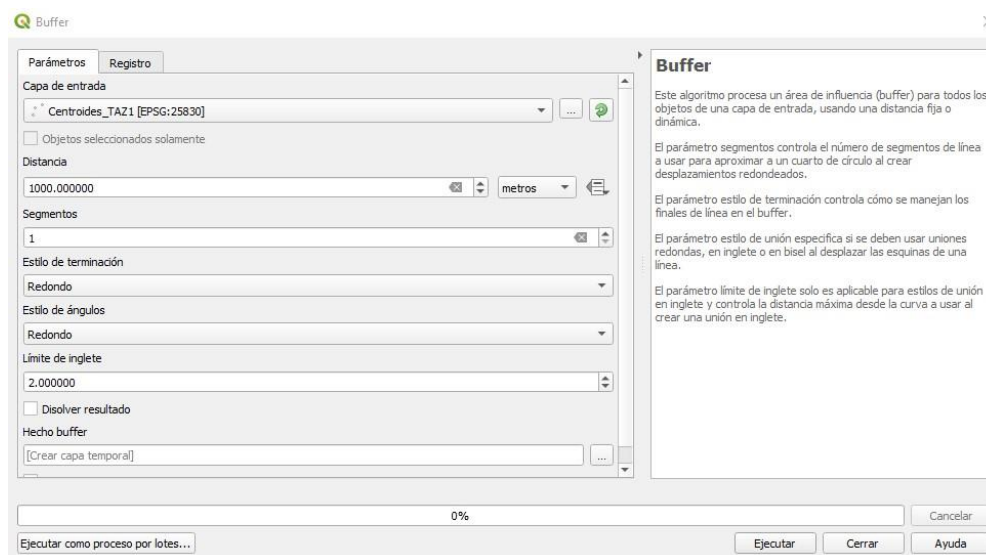 Buffer
Parámetros
Registro
Capa de entrada
Centroides_TAZ1 [EPSG:25830]
...
Objetos seleccionados solamente
Distancia
1000.000000
metros
Segmentos
1
Estilo de terminación
Redondo
Estilo de ángulos
Redondo
Límite de inglete
2.000000
Disolver resultado
Hecho buffer
[Crear capa temporal]
...
Buffer
Este algoritmo procesa un área de influencia (buffer) para todos los
objetos de una capa de entrada, usando una distancia fija o
dinámica.
El parámetro segmentos controla el número de segmentos de línea
a usar para aproximar a un cuarto de círculo al crear
desplazamientos redondeados.
El parámetro estilo de terminación controla cómo se manejan los
finales de línea en el buffer.
El parámetro estilo de unión especifica si se deben usar uniones
redondas, en inglete o en bisel al desplazar las esquinas de una
línea.
El parámetro límite de inglete solo es aplicable para estilos de unión
en inglete y controla la distancia máxima desde la curva a usar al
crear una unión en inglete.
0%
Cancelar
Ejecutar como proceso por lotes...
Ejecutar
Cerrar
Ayuda